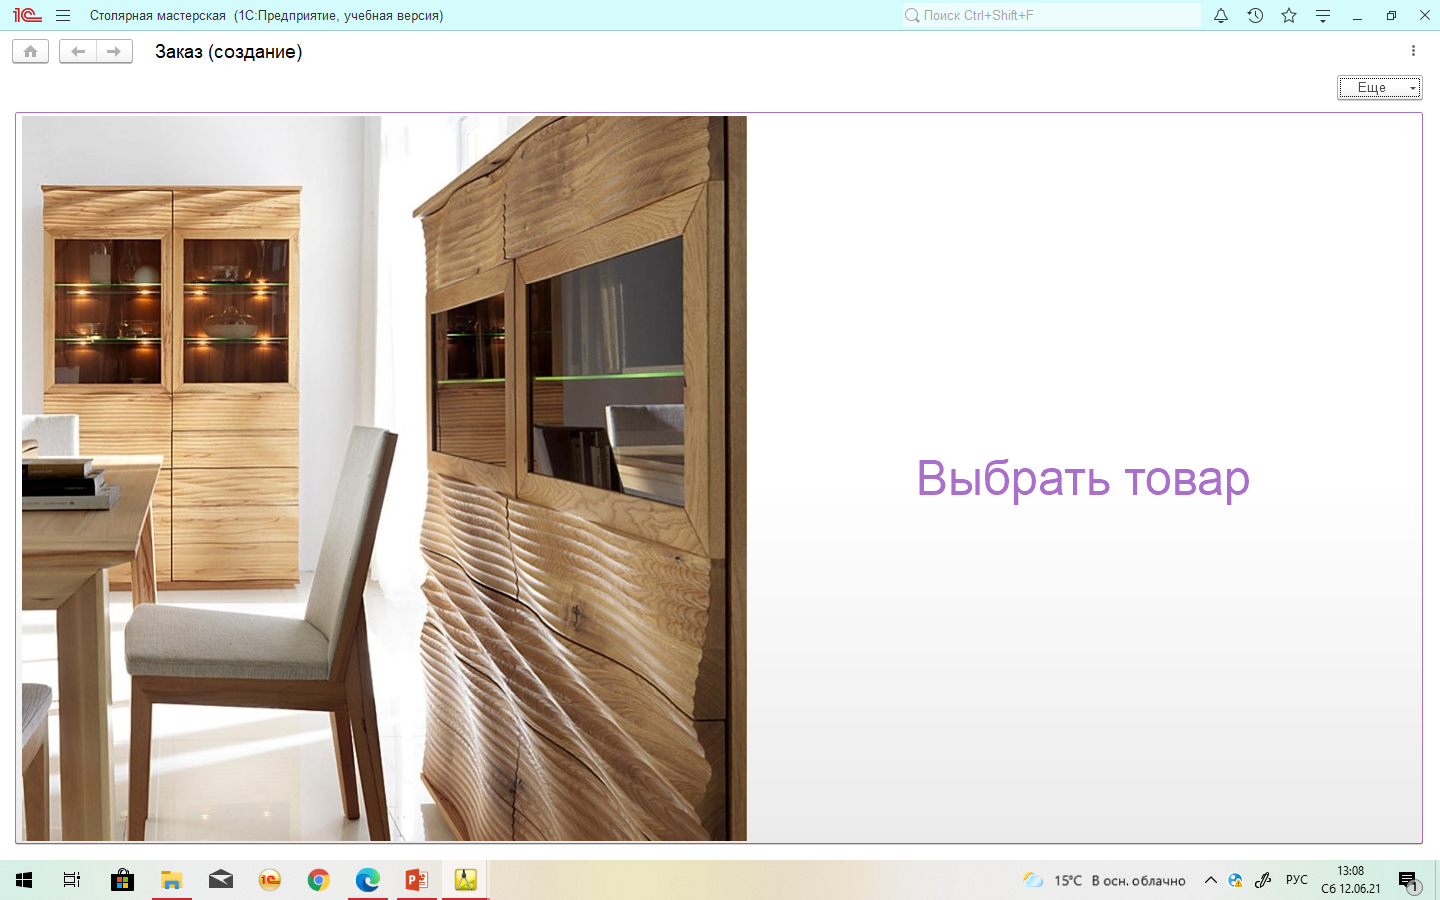 1С Столярная мастерская (1С:Предприятие, учебная версия) Поиск Ctrl+Shift+F
Заказ (создание)
Еще
Выбрать товар
15°C В осн. облачно РУС 13:08
Сб 12.06.21 1